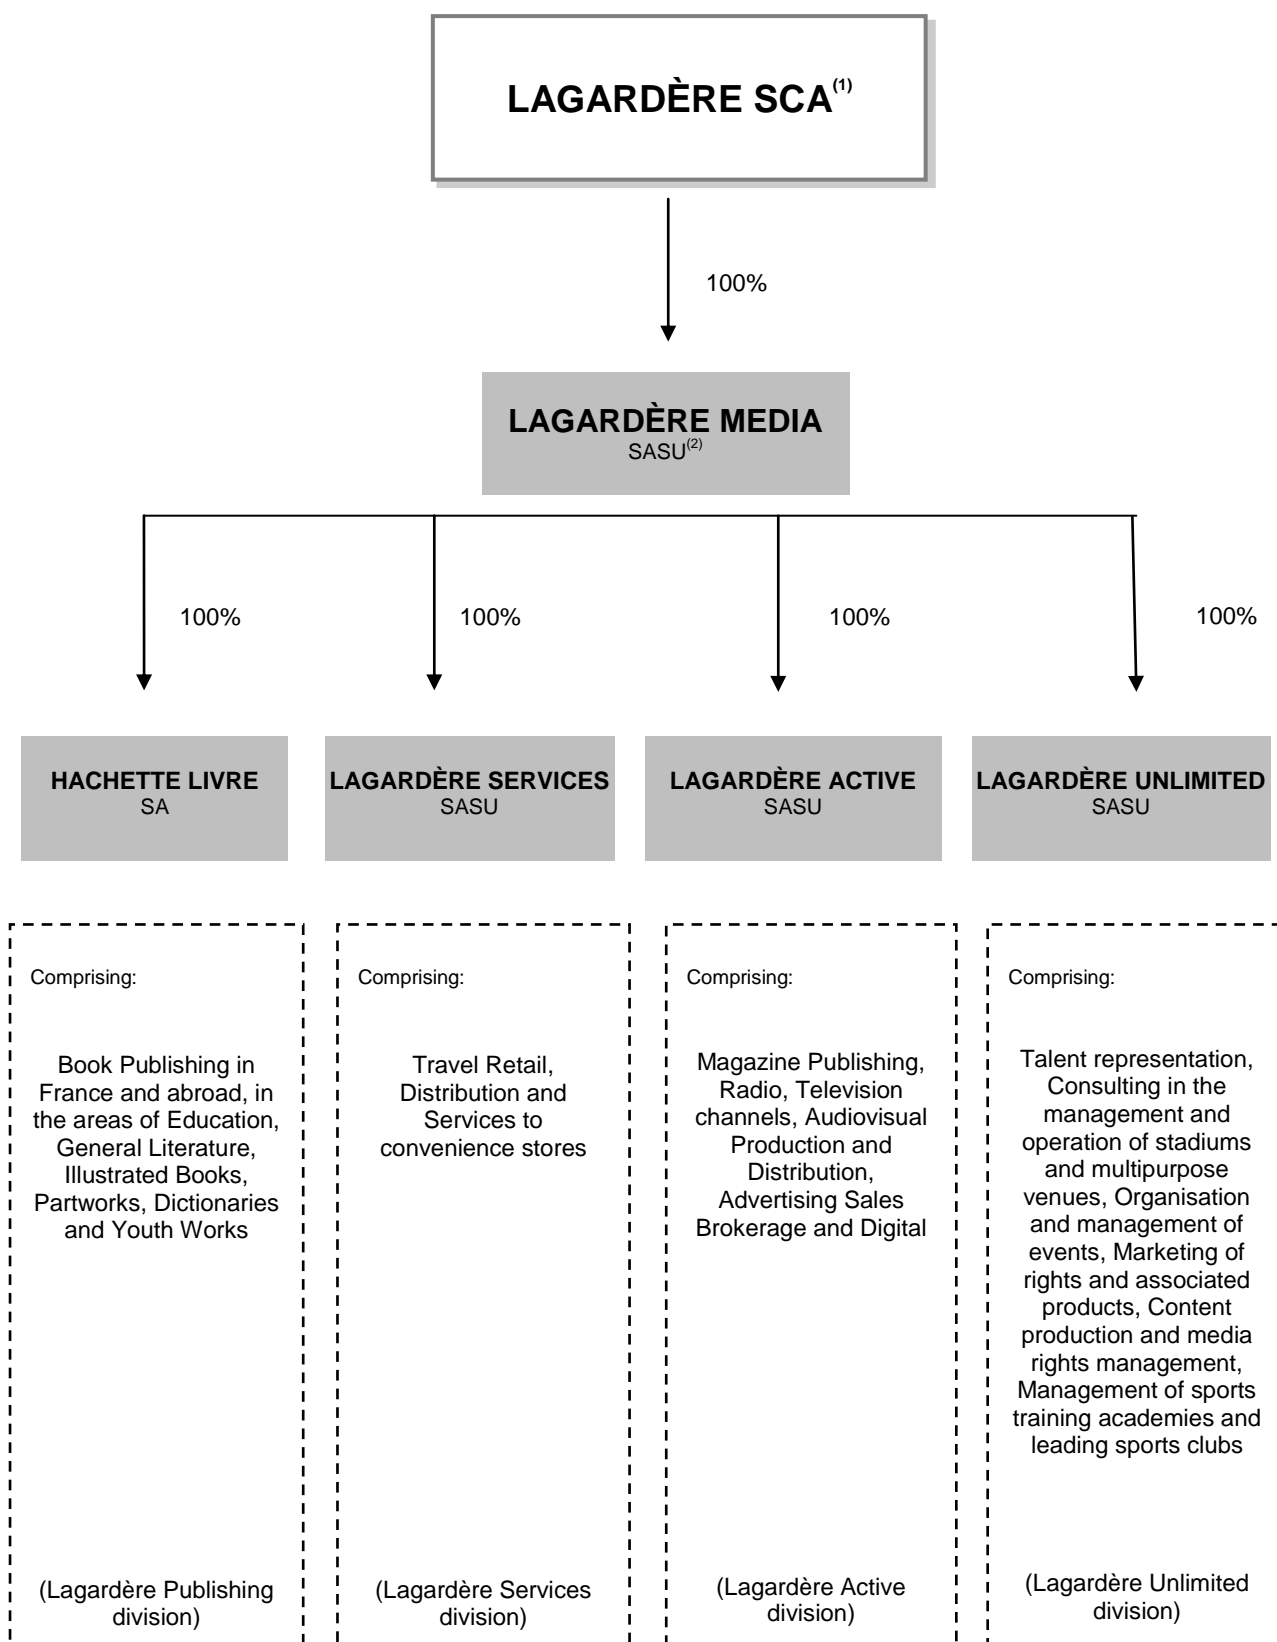 LAGARDÈRE SCA(1)
100%
LAGARDÈRE MEDIA
SASU(2)
100%
100%
100%
100%
HACHETTE LIVRE
SA
LAGARDÈRE SERVICES
SASU
LAGARDÈRE ACTIVE
SASU
LAGARDÈRE UNLIMITED
SASU
Comprising:
Book Publishing in
France and abroad, in
the areas of Education,
General Literature,
Illustrated Books,
Partworks, Dictionaries
and Youth Works
(Lagardère Publishing
division)
Comprising:
Travel Retail,
Distribution and
Services to
convenience stores
(Lagardère Services
division)
Comprising:
Magazine Publishing,
Radio, Television
channels, Audiovisual
Production and
Distribution,
Advertising Sales
Brokerage and Digital
(Lagardère Active
division)
Comprising:
Talent representation,
Consulting in the
management and
operation of stadiums
and multipurpose
venues, Organisation
and management of
events, Marketing of
rights and associated
products, Content
production and media
rights management,
Management of sports
training academies and
leading sports clubs
(Lagardère Unlimited
division)